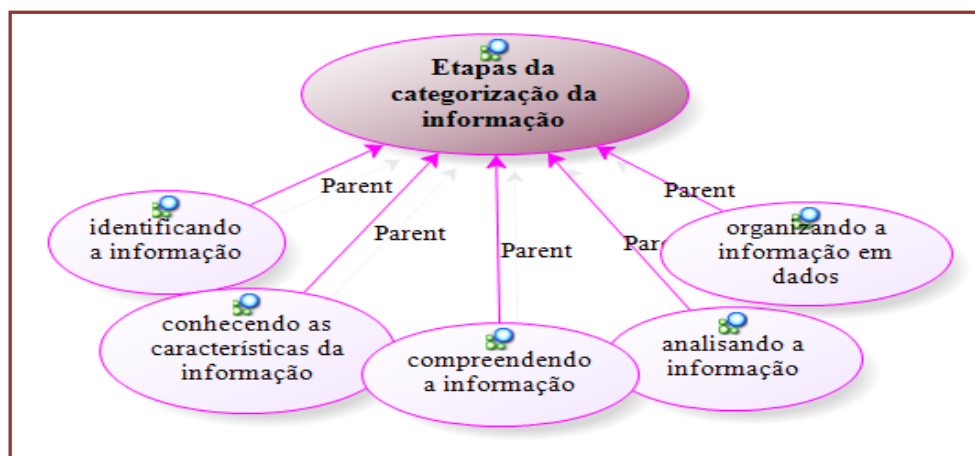 Etapas da
categorização da
informação
Parent
Parent
Parent
Parent
identificando
a informação
conhecendo as
características da
informação
compreendendo
a informação
analisando a
informação
organizando a
informação em
dados